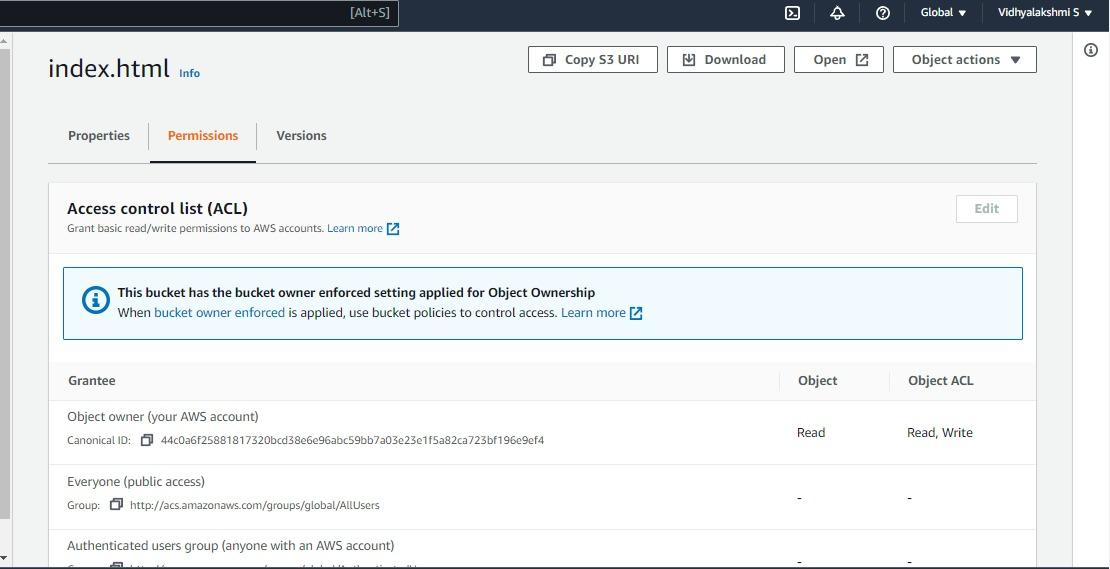 [Alt+S]
Global
Vidhyalakshmi S
index.html Info
Copy S3 URI
Download
Open
Object actions
Properties
Permissions
Versions
Access control list (ACL)
Edit
Grant basic read/write permissions to AWS accounts. Learn more
This bucket has the bucket owner enforced setting applied for Object Ownership
When bucket owner enforced is applied, use bucket policies to control access. Learn more
Grantee
Object
Object ACL
Object owner (your AWS account)
Canonical ID: 44c0a6f25881817320bcd38e6e96abc59bb7a03e23e1f5a82ca723bf196e9ef4
Read
Read, Write
Everyone (public access)
Group: http://acs.amazonaws.com/groups/global/AllUsers
-
-
Authenticated users group (anyone with an AWS account)
-
-